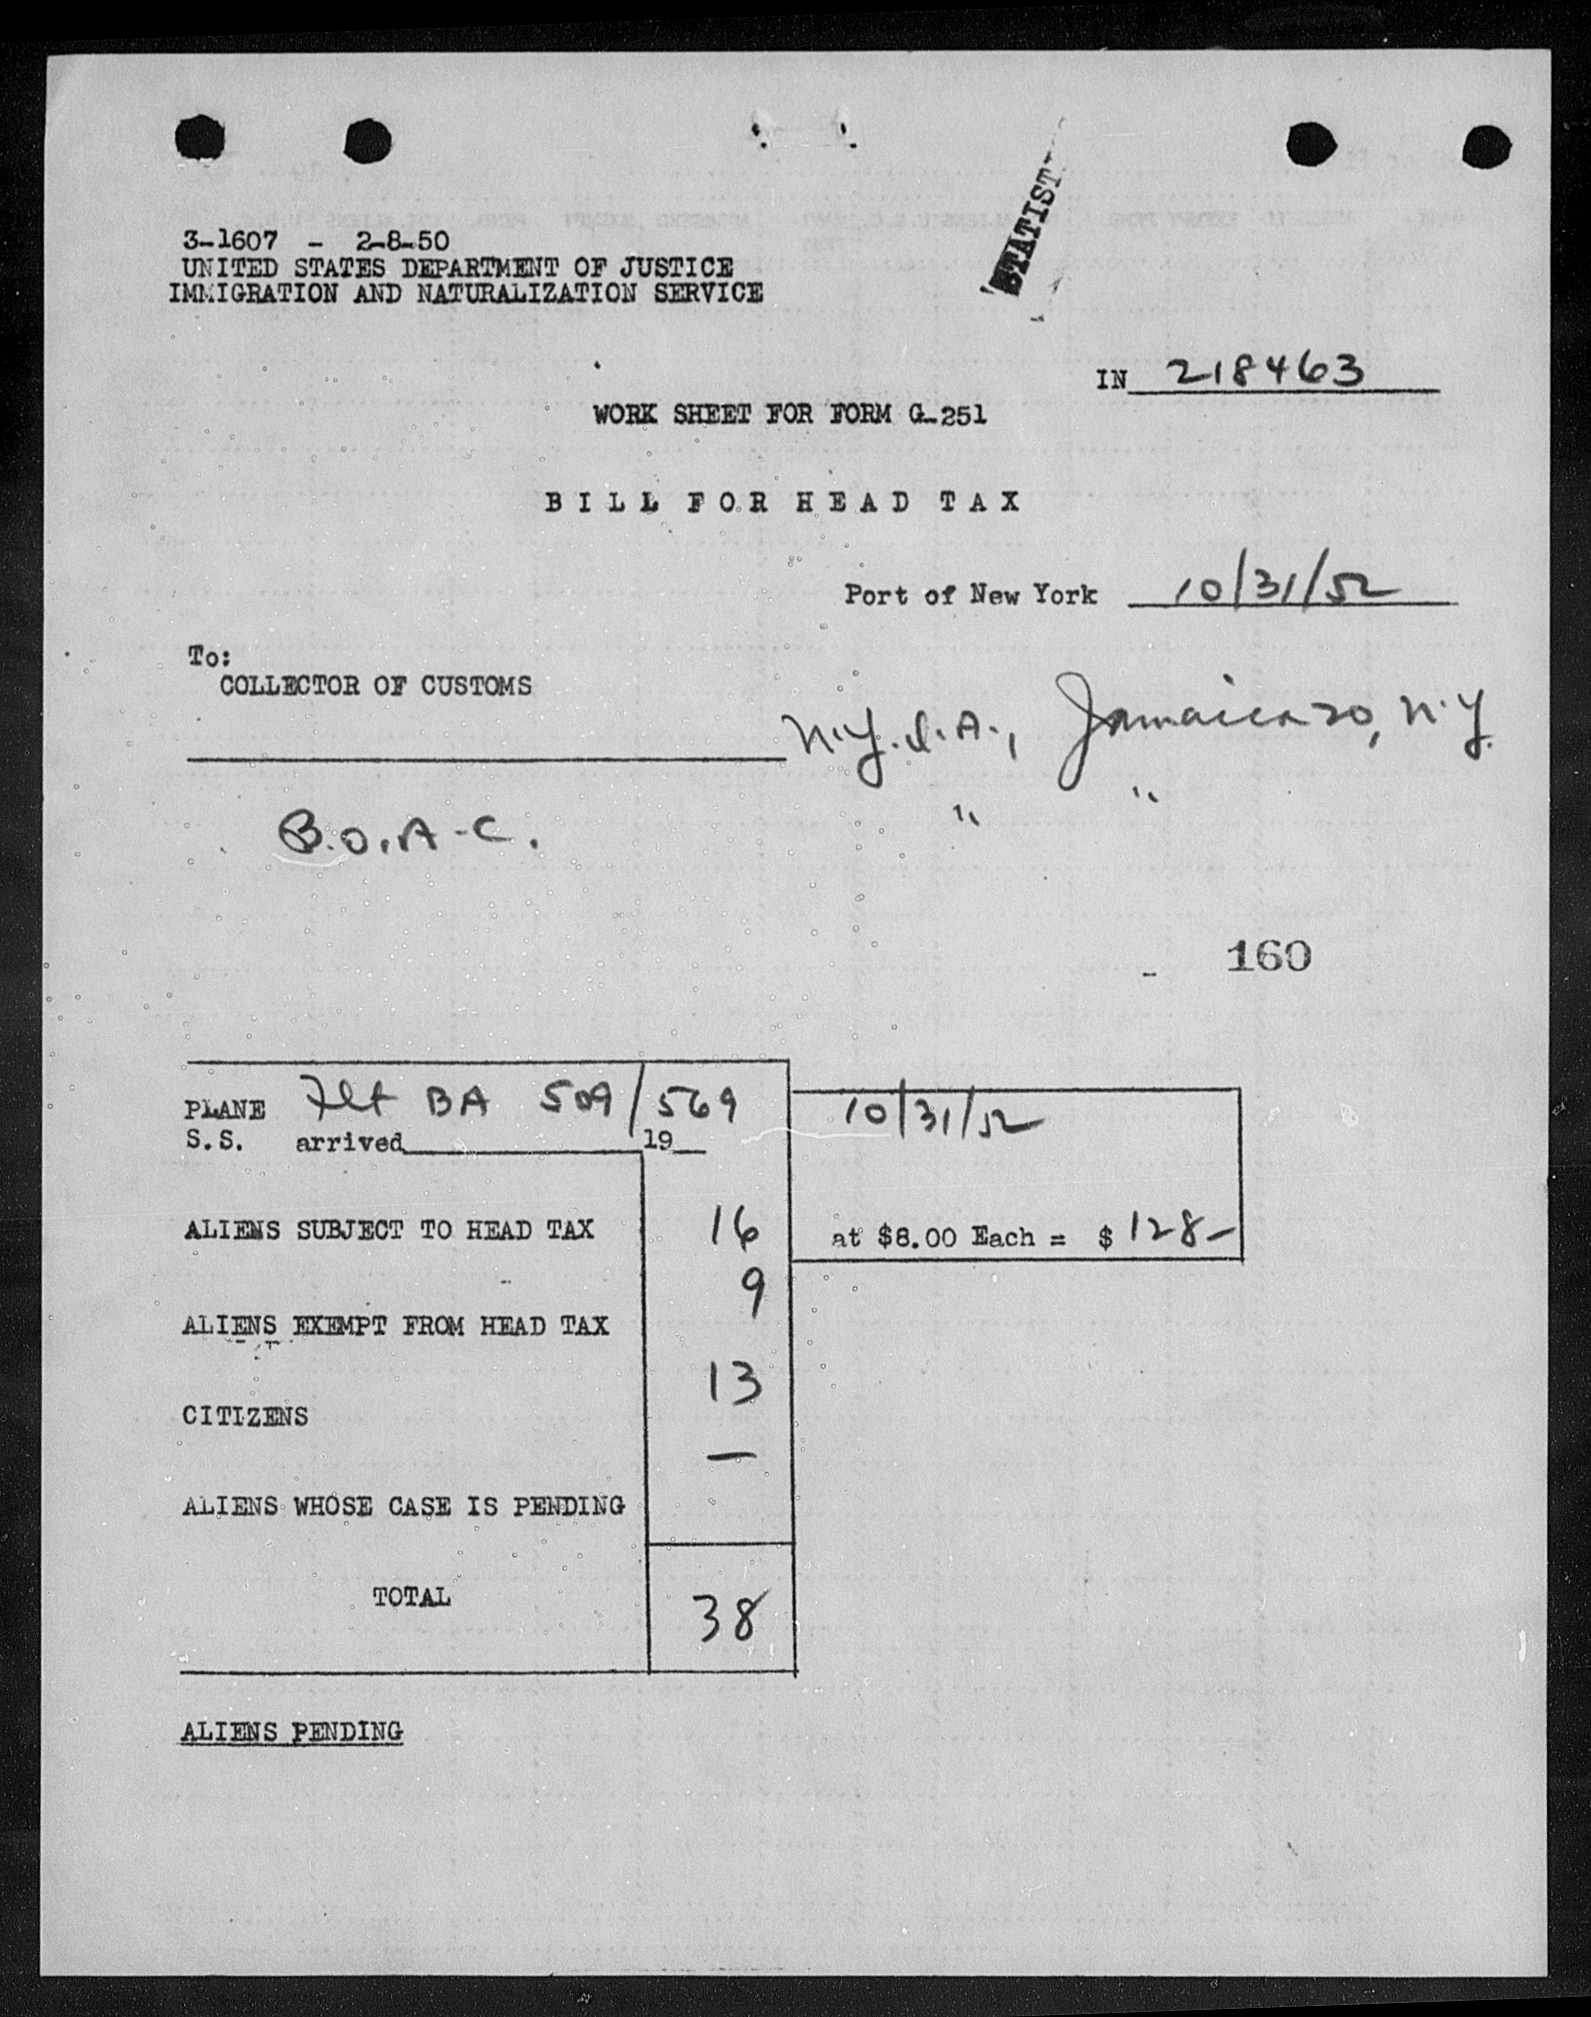 3-1607 - 2-8-50
UNITED STATES DEPARTMENT OF JUSTICE
IMMIGRATION AND NATURALIZATION SERVICE
STATIST
IN 218463
WORK SHEET FOR FORM G-251
BILL FOR HEAD TAX
Port of New York 10/31/52
To:
COLLECTOR OF CUSTOMS
N.Y.I.A., Jamaica 30, N.Y.
B.O.A.C. " "
160
PLANE Flt BA 509/569 10/31/52
S.S. arrived 19
ALIENS SUBJECT TO HEAD TAX 16 at $8.00 Each = $ 128-
ALIENS EXEMPT FROM HEAD TAX 9
CITIZENS 13
ALIENS WHOSE CASE IS PENDING —
TOTAL 38
ALIENS PENDING